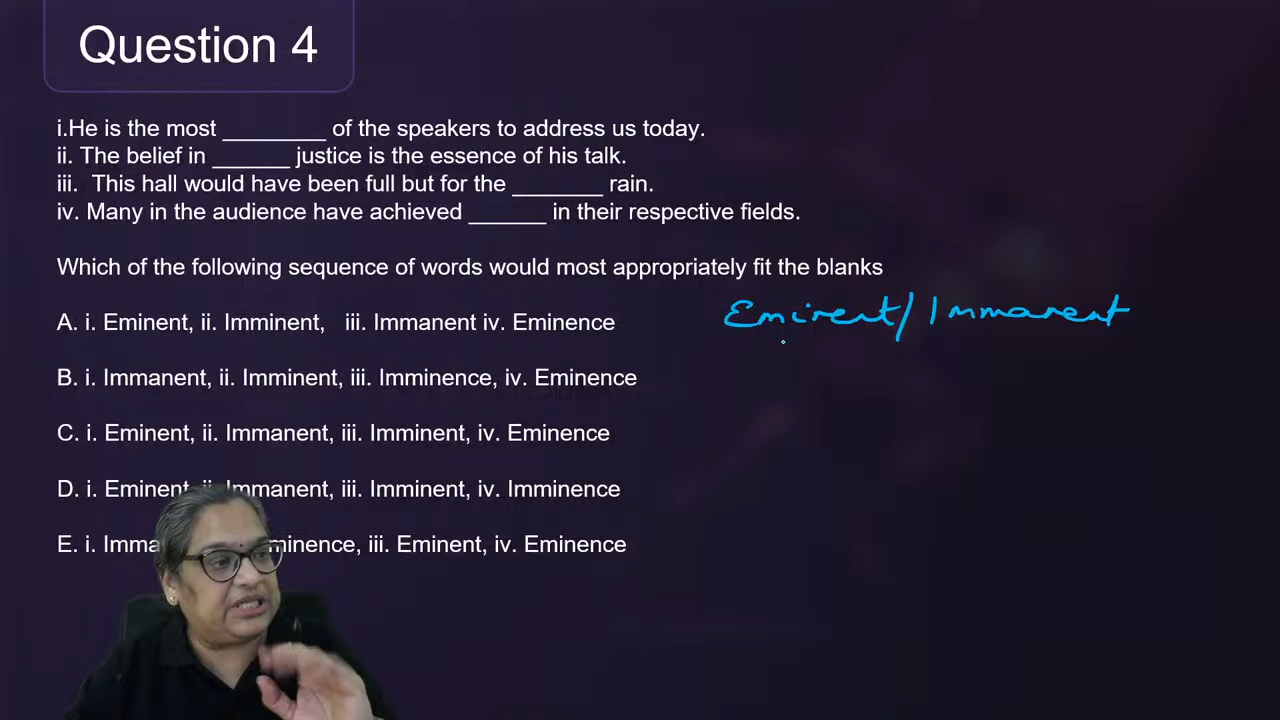 Question 4
i.He is the most ________ of the speakers to address us today.
ii. The belief in ______ justice is the essence of his talk.
iii. This hall would have been full but for the _______ rain.
iv. Many in the audience have achieved ______ in their respective fields.
Which of the following sequence of words would most appropriately fit the blanks
Eminent/Immanent
A. i. Eminent, ii. Imminent, iii. Immanent iv. Eminence
B. i. Immanent, ii. Imminent, iii. Imminence, iv. Eminence
C. i. Eminent, ii. Immanent, iii. Imminent, iv. Eminence
D. i. Eminent, ii. Immanent, iii. Imminent, iv. Imminence
E. i. iii. Eminent, iv. Eminence